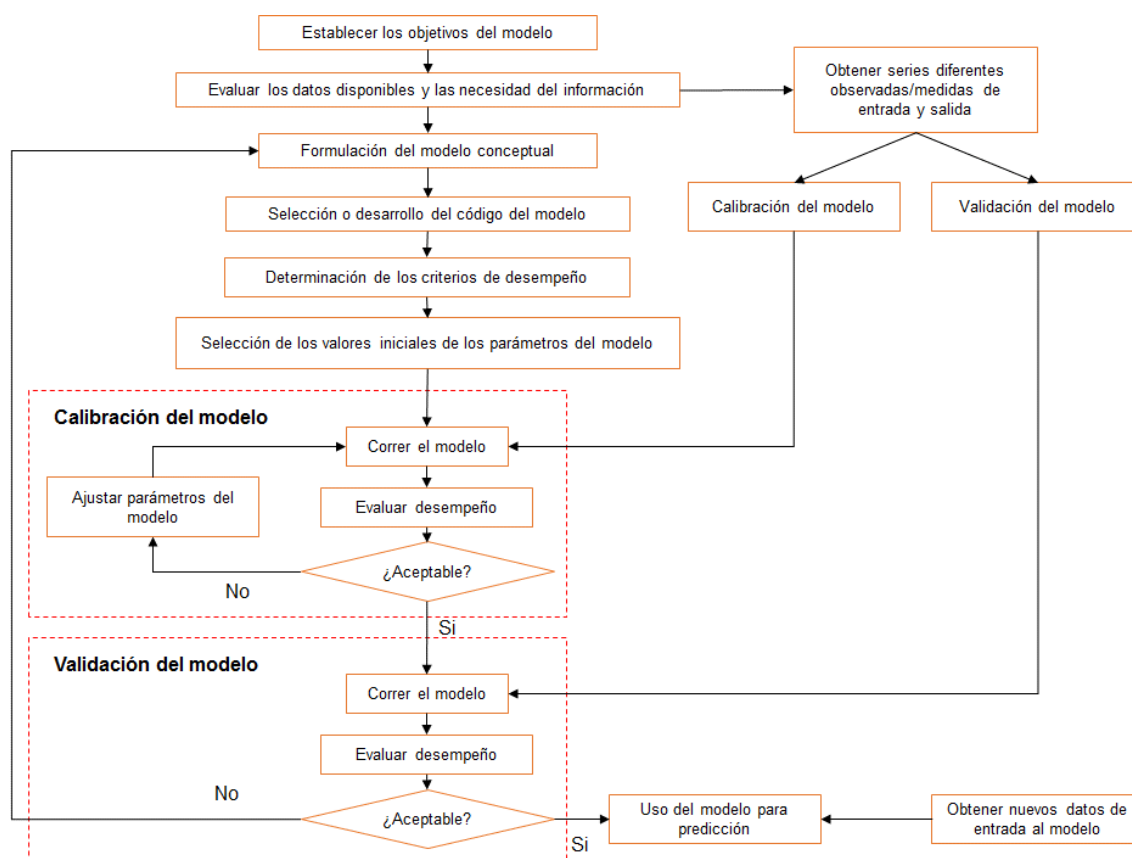 Establecer los objetivos del modelo
Evaluar los datos disponibles y las necesidad del información
Obtener series diferentes
observadas/medidas de
entrada y salida
Formulación del modelo conceptual
Selección o desarrollo del código del modelo
Calibración del modelo
Validación del modelo
Determinación de los criterios de desempeño
Selección de los valores iniciales de los parámetros del modelo
Calibración del modelo
Correr el modelo
Ajustar parámetros del
modelo
Evaluar desempeño
¿Aceptable?
No
Si
Validación del modelo
Correr el modelo
Evaluar desempeño
No
¿Aceptable?
Si
Uso del modelo para
predicción
Obtener nuevos datos de
entrada al modelo